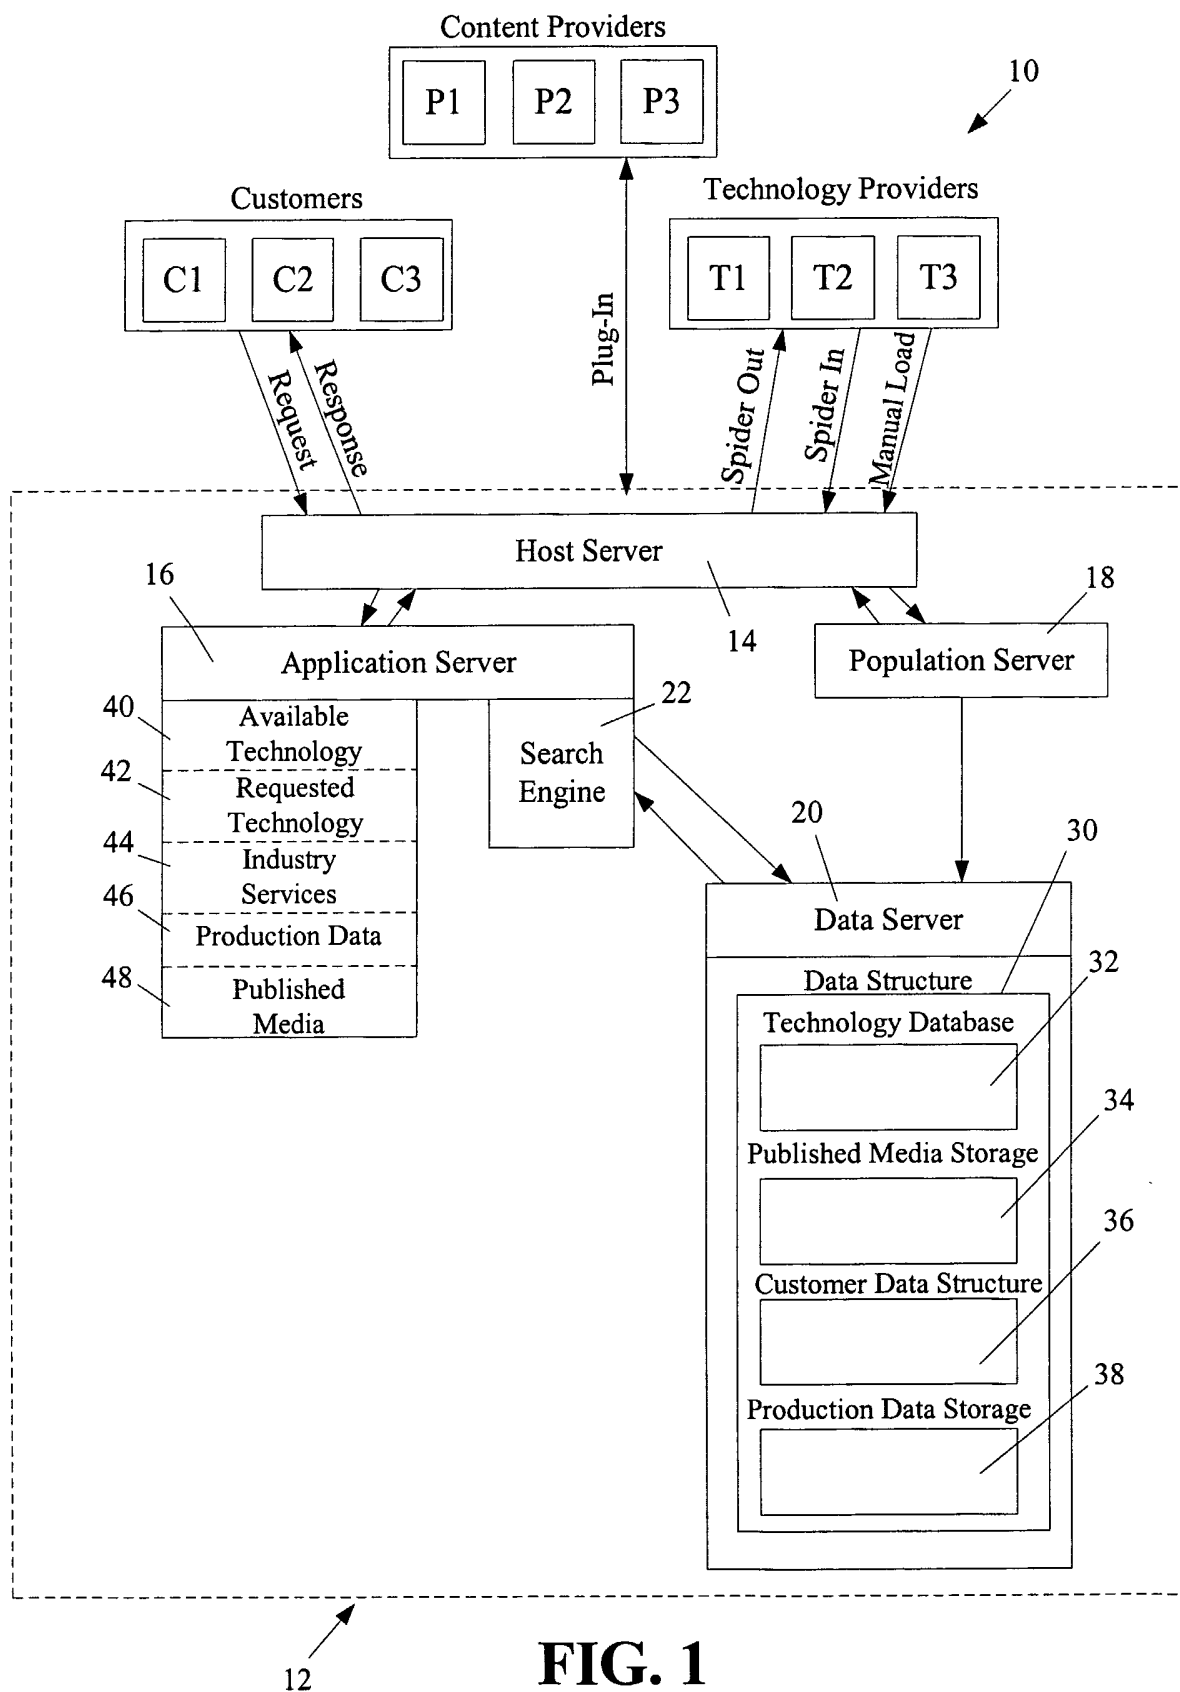 Content Providers
P1 P2 P3
10
Customers
Technology Providers
C1 C2 C3
T1 T2 T3
Request
Response
Plug-In
Spider Out
Spider In
Manual Load
Host Server
14
16
18
Application Server
Population Server
22
40
Available
Technology
42
Requested
Technology
44
Industry
Services
46
Production Data
48
Published
Media
Search
Engine
20
30
Data Server
Data Structure
32
Technology Database
34
Published Media Storage
36
Customer Data Structure
38
Production Data Storage
12
FIG. 1